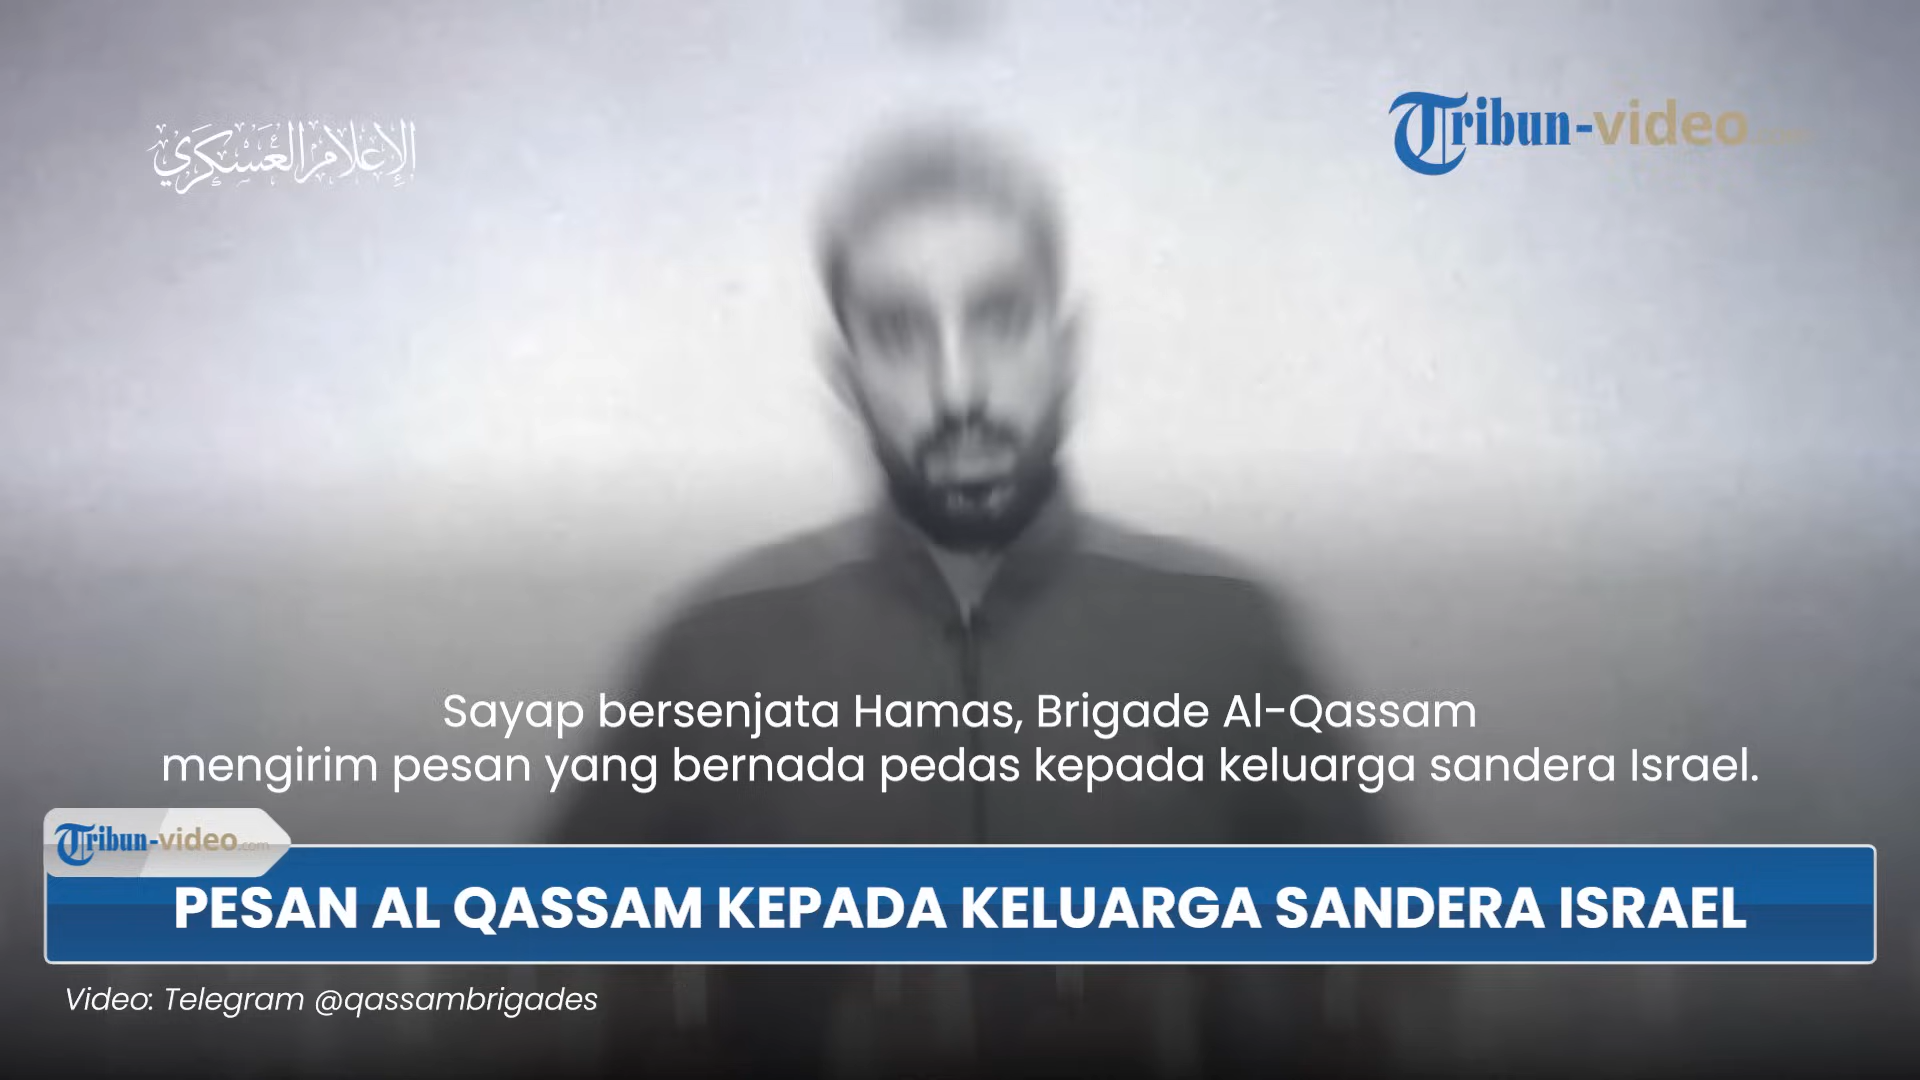 الإعلام العسكري
Tribun-video.com
Sayap bersenjata Hamas, Brigade Al-Qassam
mengirim pesan yang bernada pedas kepada keluarga sandera Israel.
Tribun-video.com
PESAN AL QASSAM KEPADA KELUARGA SANDERA ISRAEL
Video: Telegram @qassambrigades